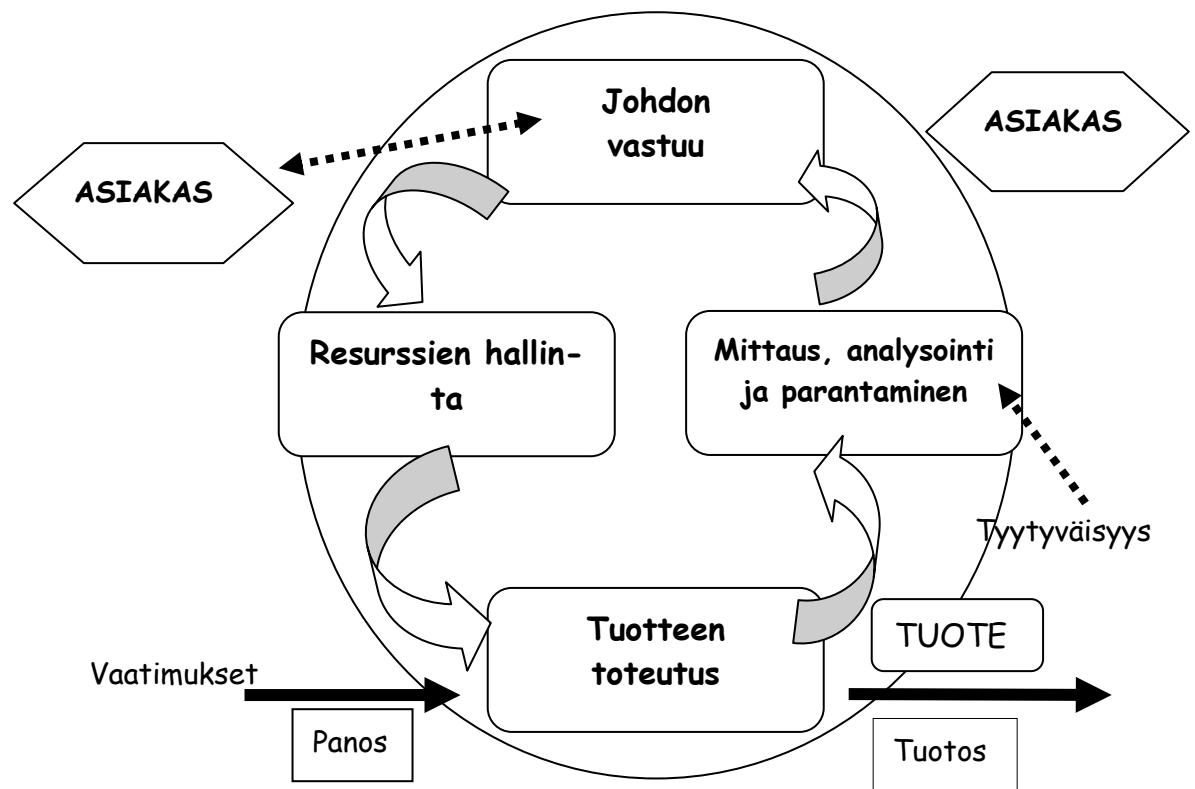 Johdon
vastuu
ASIAKAS
ASIAKAS
Resurssien hallin-
ta
Mittaus, analysointi
ja parantaminen
Tyytyväisyys
Tuotteen
toteutus
TUOTE
Vaatimukset
Panos
Tuotos